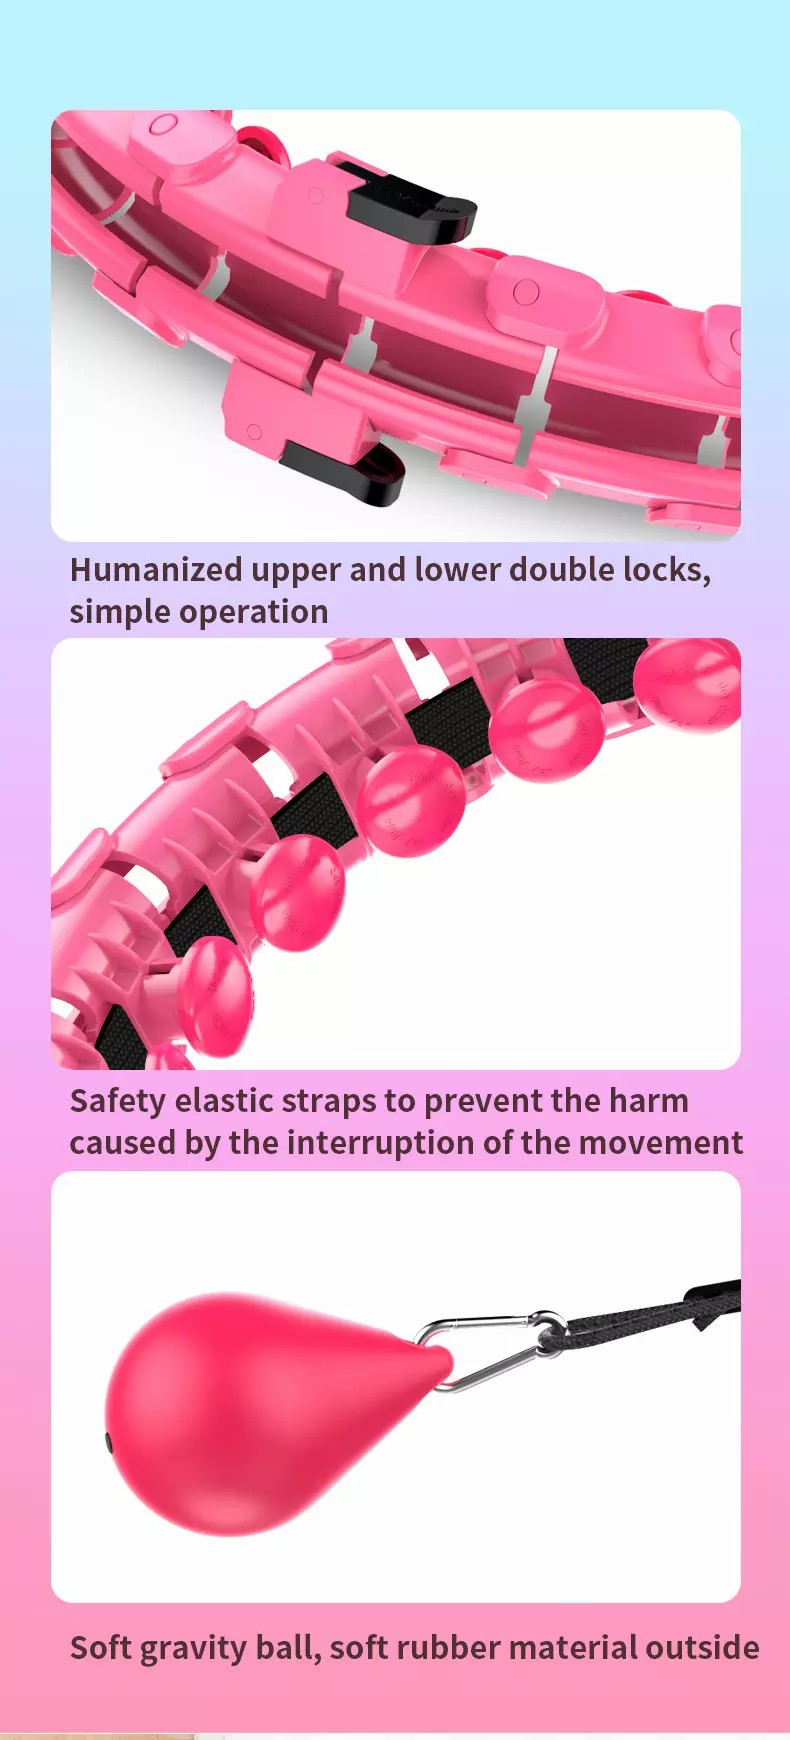 Humanized upper and lower double locks,
simple operation
Safety elastic straps to prevent the harm
caused by the interruption of the movement
Soft gravity ball, soft rubber material outside